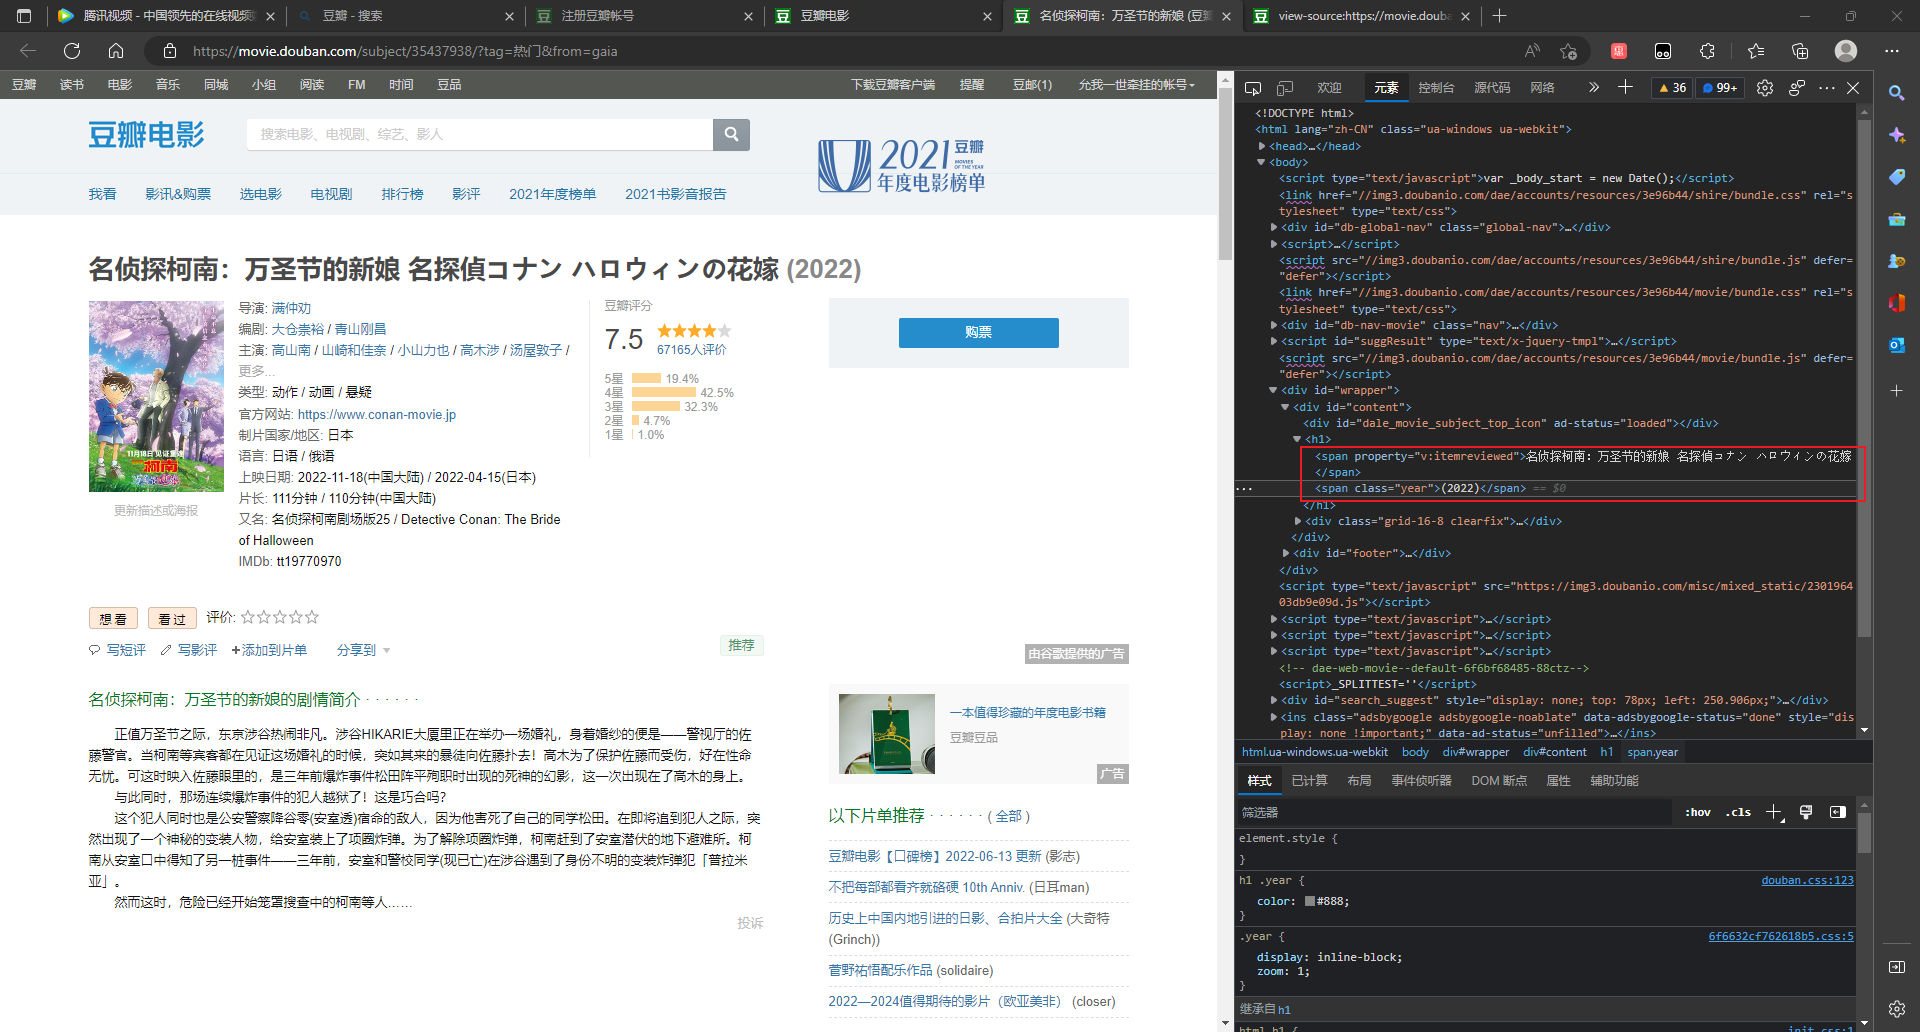 腾讯视频 - 中国领先的在线视频
豆瓣 - 搜索
注册豆瓣帐号
豆瓣电影
名侦探柯南：万圣节的新娘 (豆瓣
view-source:https://movie.douba
https://movie.douban.com/subject/35437938/?tag=热门&from=gaia
豆瓣 读书 电影 音乐 同城 小组 阅读 FM 时间 豆品
下载豆瓣客户端 提醒 豆邮(1) 允我一世牵挂的帐号
豆瓣电影
搜索电影、电视剧、综艺、影人
2021 豆瓣
MOVIES OF THE YEAR
年度电影榜单
我看 影讯&购票 选电影 电视剧 排行榜 影评 2021年度榜单 2021书影音报告
名侦探柯南：万圣节的新娘 名探偵コナン ハロウィンの花嫁 (2022)
11月18日 见证重逢
名侦探柯南
更新描述或海报
导演: 满仲劝
编剧: 大仓崇裕 / 青山刚昌
主演: 高山南 / 山崎和佳奈 / 小山力也 / 高木涉 / 汤屋敦子 /
更多...
类型: 动作 / 动画 / 悬疑
官方网站: https://www.conan-movie.jp
制片国家/地区: 日本
语言: 日语 / 俄语
上映日期: 2022-11-18(中国大陆) / 2022-04-15(日本)
片长: 111分钟 / 110分钟(中国大陆)
又名: 名侦探柯南剧场版25 / Detective Conan: The Bride
of Halloween
IMDb: tt19770970
豆瓣评分
7.5
67165人评价
5星 19.4%
4星 42.5%
3星 32.3%
2星 4.7%
1星 1.0%
购票
想看 看过 评价:
写短评 写影评 +添加到片单 分享到
推荐
由谷歌提供的广告
名侦探柯南：万圣节的新娘的剧情简介 · · · · · ·
正值万圣节之际，东京涉谷热闹非凡。涉谷HIKARIE大厦里正在举办一场婚礼，身着婚纱的便是——警视厅的佐
藤警官。当柯南等宾客都在见证这场婚礼的时候，突如其来的暴徒向佐藤扑去！高木为了保护佐藤而受伤，好在性命
无忧。可这时映入佐藤眼里的，是三年前爆炸事件松田阵平殉职时出现的死神的幻影，这一次出现在了高木的身上。
与此同时，那场连续爆炸事件的犯人越狱了！这是巧合吗？
这个犯人同时也是公安警察降谷零(安室透)宿命的敌人，因为他害死了自己的同学松田。在即将追到犯人之际，突
然出现了一个神秘的变装人物，给安室装上了项圈炸弹。为了解除项圈炸弹，柯南赶到了安室潜伏的地下避难所。柯
南从安室口中得知了另一桩事件——三年前，安室和警校同学(现已亡)在涉谷遇到了身份不明的变装炸弹犯「普拉米
亚」。
然而这时，危险已经开始笼罩搜查中的柯南等人……
投诉
一本值得珍藏的年度电影书籍
豆瓣豆品
广告
以下片单推荐 · · · · · · ( 全部 )
豆瓣电影【口碑榜】2022-06-13 更新 (影志)
不把每部都看齐就硌硬 10th Anniv. (日耳man)
历史上中国内地引进的日影、合拍片大全 (大奇特
(Grinch))
菅野祐悟配乐作品 (solidaire)
2022—2024值得期待的影片（欧亚美非） (closer)
欢迎 元素 控制台 源代码 网络
36 99+
<!DOCTYPE html>
<html lang="zh-CN" class="ua-windows ua-webkit">
<head>…</head>
<body>
<script type="text/javascript">var _body_start = new Date();</script>
<link href="//img3.doubanio.com/dae/accounts/resources/3e96b44/shire/bundle.css" rel="s
tylesheet" type="text/css">
<div id="db-global-nav" class="global-nav">…</div>
<script>…</script>
<script src="//img3.doubanio.com/dae/accounts/resources/3e96b44/shire/bundle.js" defer=
"defer"></script>
<link href="//img3.doubanio.com/dae/accounts/resources/3e96b44/movie/bundle.css" rel="s
tylesheet" type="text/css">
<div id="db-nav-movie" class="nav">…</div>
<script id="suggResult" type="text/x-jquery-tmpl">…</script>
<script src="//img3.doubanio.com/dae/accounts/resources/3e96b44/movie/bundle.js" defer=
"defer"></script>
<div id="wrapper">
<div id="content">
<div id="dale_movie_subject_top_icon" ad-status="loaded"></div>
<h1>
<span property="v:itemreviewed">名侦探柯南：万圣节的新娘 名探偵コナン ハロウィンの花嫁
</span>
<span class="year">(2022)</span> == $0
</h1>
<div class="grid-16-8 clearfix">…</div>
</div>
<div id="footer">…</div>
</div>
<script type="text/javascript" src="https://img3.doubanio.com/misc/mixed_static/2301964
03db9e09d.js"></script>
<script type="text/javascript">…</script>
<script type="text/javascript">…</script>
<script type="text/javascript">…</script>
<!-- dae-web-movie--default-6f6bf68485-88ctz-->
<script>_SPLITTEST=''</script>
<div id="search_suggest" style="display: none; top: 78px; left: 250.906px;">…</div>
<ins class="adsbygoogle adsbygoogle-noablate" data-adsbygoogle-status="done" style="dis
play: none !important;" data-ad-status="unfilled">…</ins>
html.ua-windows.ua-webkit body div#wrapper div#content h1 span.year
样式 已计算 布局 事件侦听器 DOM 断点 属性 辅助功能
筛选器 :hov .cls
element.style {
}
h1 .year { douban.css:123
color: #888;
}
.year { 6f6632cf762618b5.css:5
display: inline-block;
zoom: 1;
}
继承自 h1
html h1 { init.css:1